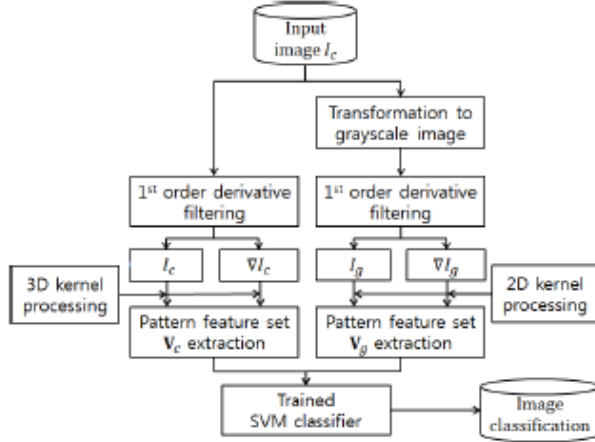 Input
image I_c
Transformation to
grayscale image
1st order derivative
filtering
1st order derivative
filtering
I_c
∇I_c
I_g
∇I_g
3D kernel
processing
2D kernel
processing
Pattern feature set
V_c extraction
Pattern feature set
V_g extraction
Trained
SVM classifier
Image
classification